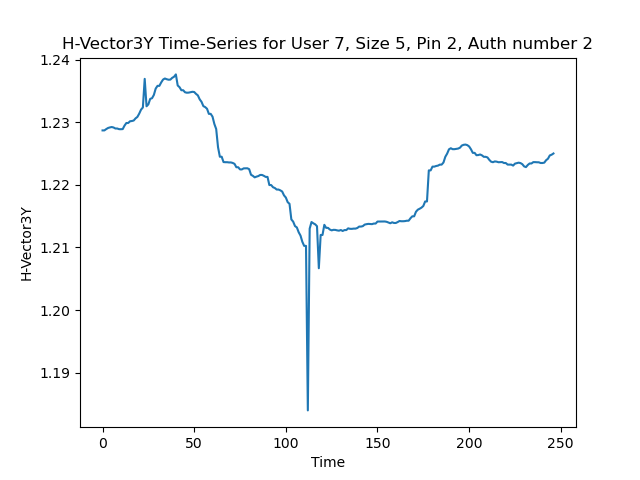 H-Vector3Y Time-Series for User 7, Size 5, Pin 2, Auth number 2
1.24
1.23
1.22
1.21
1.20
1.19
H-Vector3Y
0 50 100 150 200 250
Time